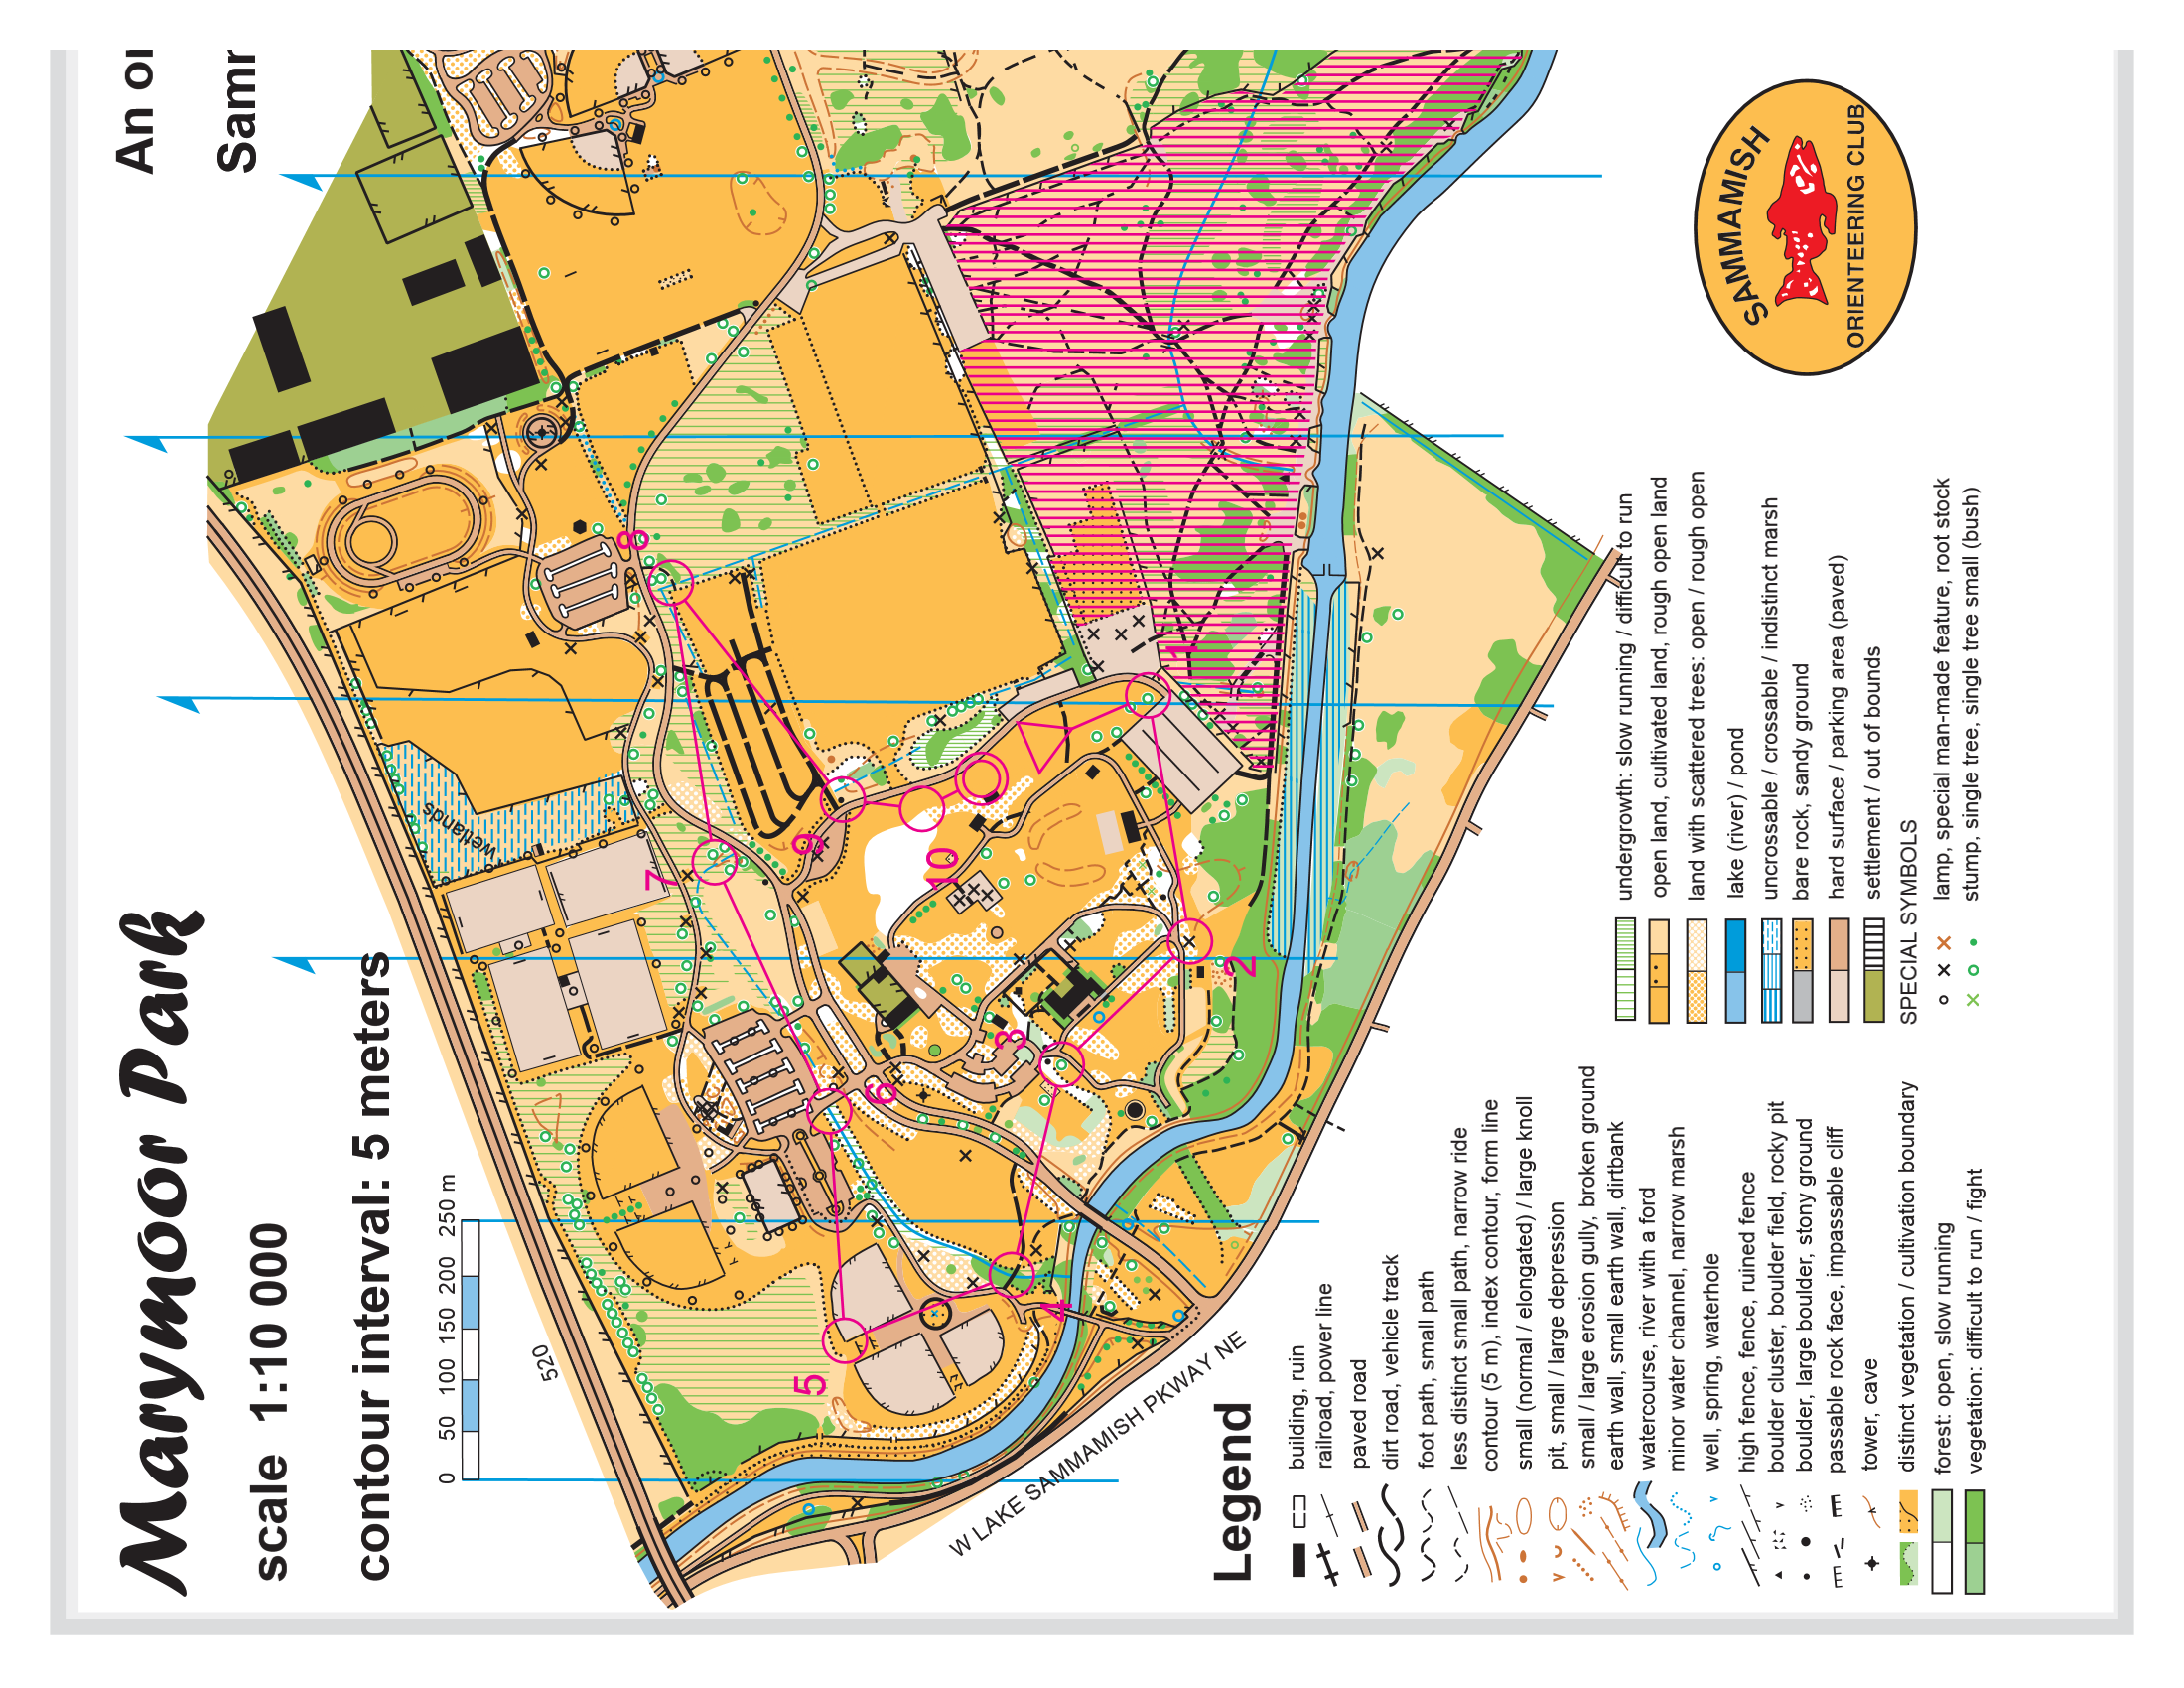 Marymoor Park
An or
scale 1:10 000
Samr
contour interval: 5 meters
0 50 100 150 200 250 m
520
wetlands
W LAKE SAMMAMISH PKWAY NE
1
2
3
4
5
6
7
8
9
10
Legend
building, ruin
railroad, power line
paved road
dirt road, vehicle track
foot path, small path
less distinct small path, narrow ride
contour (5 m), index contour, form line
small (normal / elongated) / large knoll
pit, small / large depression
small / large erosion gully, broken ground
earth wall, small earth wall, dirtbank
watercourse, river with a ford
minor water channel, narrow marsh
well, spring, waterhole
high fence, fence, ruined fence
boulder cluster, boulder field, rocky pit
boulder, large boulder, stony ground
passable rock face, impassable cliff
tower, cave
distinct vegetation / cultivation boundary
forest: open, slow running
vegetation: difficult to run / fight
undergrowth: slow running / difficult to run
open land, cultivated land, rough open land
land with scattered trees: open / rough open
lake (river) / pond
uncrossable / crossable / indistinct marsh
bare rock, sandy ground
hard surface / parking area (paved)
settlement / out of bounds
SPECIAL SYMBOLS
lamp, special man-made feature, root stock
stump, single tree, single tree small (bush)
SAMMAMISH
ORIENTEERING CLUB